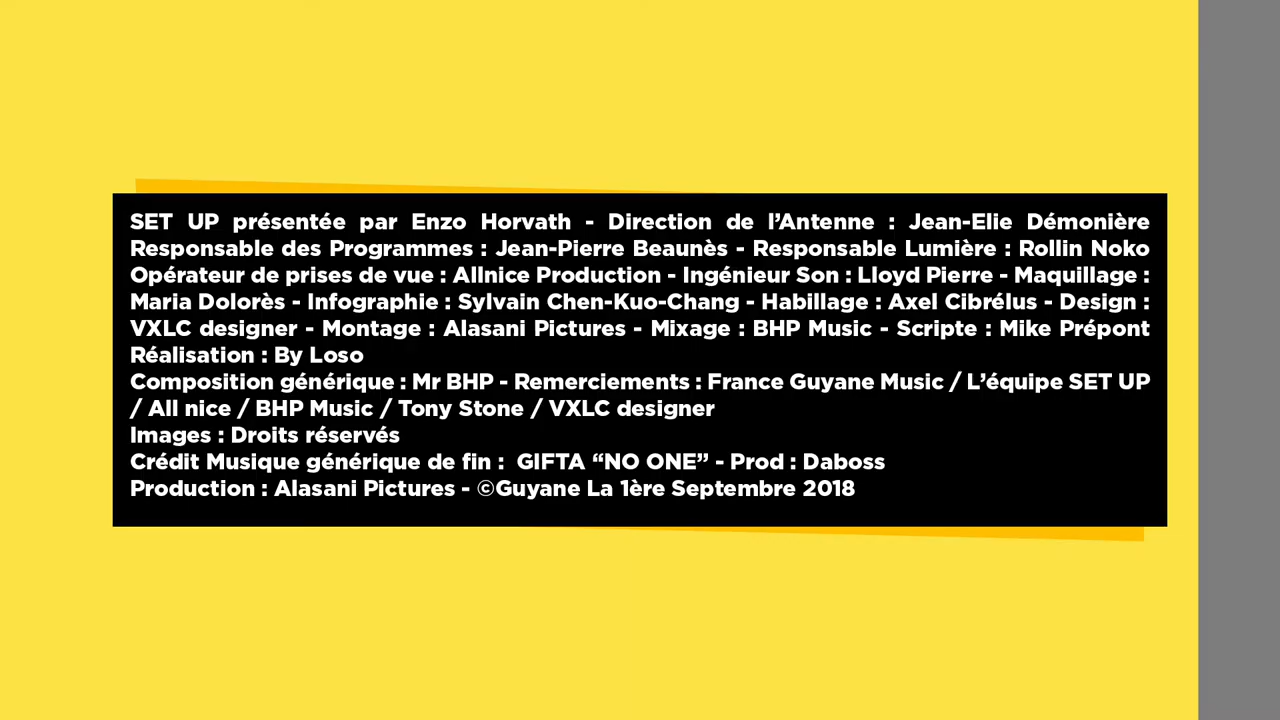 SET UP présentée par Enzo Horvath - Direction de l’Antenne : Jean-Elie Démonière
Responsable des Programmes : Jean-Pierre Beaunès - Responsable Lumière : Rollin Noko
Opérateur de prises de vue : Allnice Production - Ingénieur Son : Lloyd Pierre - Maquillage :
Maria Dolorès - Infographie : Sylvain Chen-Kuo-Chang - Habillage : Axel Cibrélus - Design :
VXLC designer - Montage : Alasani Pictures - Mixage : BHP Music - Scripte : Mike Prépont
Réalisation : By Loso
Composition générique : Mr BHP - Remerciements : France Guyane Music / L’équipe SET UP
/ All nice / BHP Music / Tony Stone / VXLC designer
Images : Droits réservés
Crédit Musique générique de fin :  GIFTA “NO ONE” - Prod : Daboss
Production : Alasani Pictures - ©Guyane La 1ère Septembre 2018